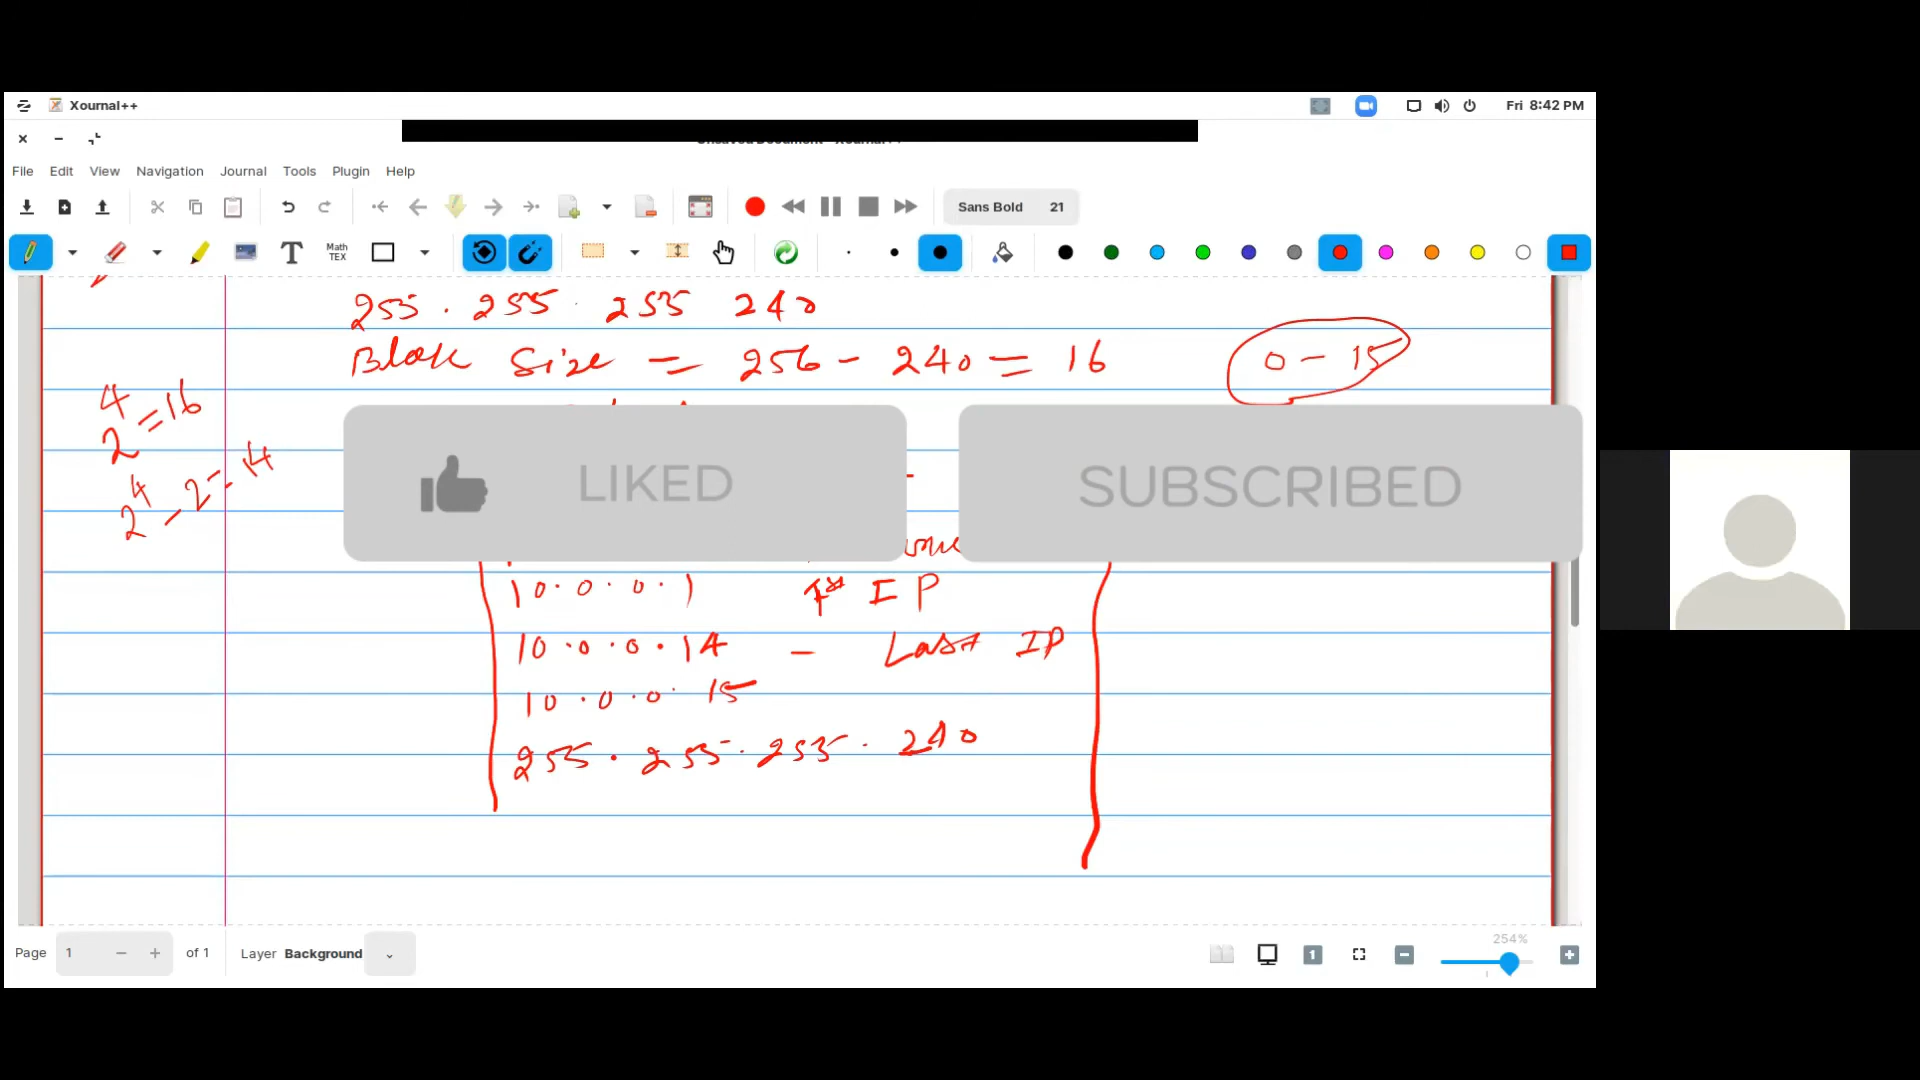 Xournal++
Fri 8:42 PM
File Edit View Navigation Journal Tools Plugin Help
Sans Bold 21
Math TEX
255 . 255 . 255 240
Block Size = 256 - 240 = 16
0 - 15
2^4 = 16
2^4 - 2 = 14
LIKED
SUBSCRIBED
10.0.0.1 1st IP
10.0.0.14 - Last IP
10.0.0.15
255.255.255.240
Page 1 of 1 Layer Background
254%
1